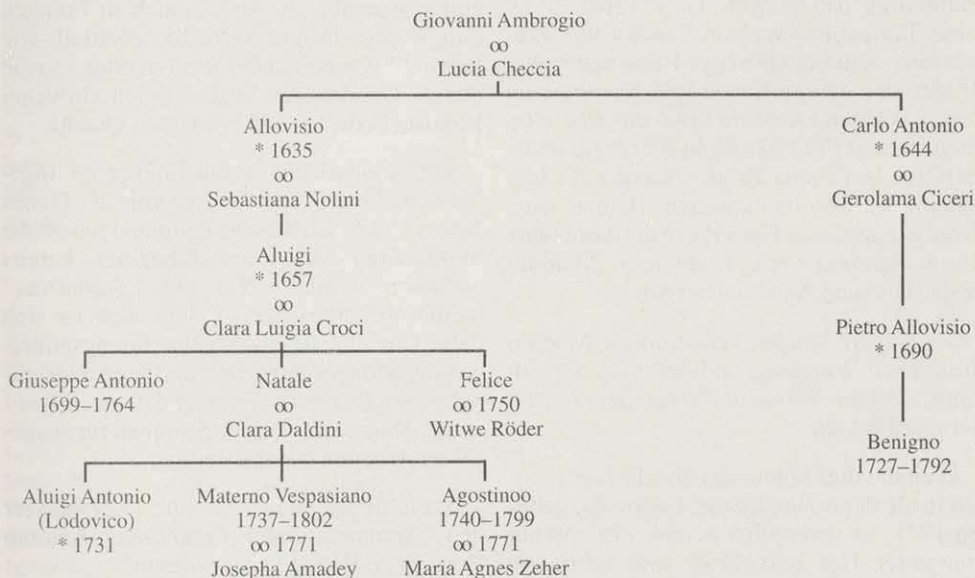 Giovanni Ambrogio
∞
Lucia Checcia
Allovisio
* 1635
∞
Sebastiana Nolini
Carlo Antonio
* 1644
∞
Gerolama Ciceri
Aluigi
* 1657
∞
Clara Luigia Croci
Pietro Allovisio
* 1690
Giuseppe Antonio
1699–1764
Natale
∞
Clara Daldini
Felice
∞ 1750
Witwe Röder
Benigno
1727–1792
Aluigi Antonio
(Lodovico)
* 1731
Materno Vespasiano
1737–1802
∞ 1771
Josepha Amadey
Agostinoo
1740–1799
∞ 1771
Maria Agnes Zeher